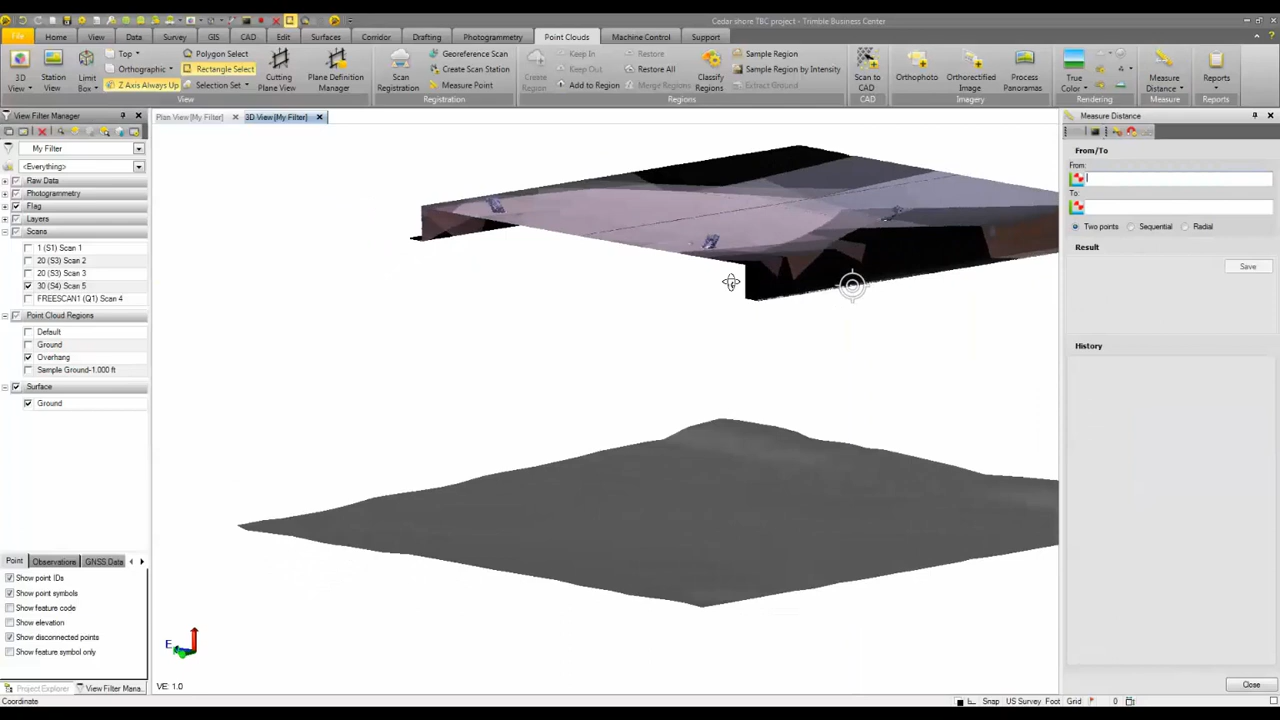 Cedar shore TBC project - Trimble Business Center
File Home View Data Survey GIS CAD Edit Surfaces Corridor Drafting Photogrammetry Point Clouds Machine Control Support
3D View
Station View
Limit Box
Top
Orthographic
Z Axis Always Up
Polygon Select
Rectangle Select
Selection Set
Cutting Plane View
Plane Definition Manager
View
Scan Registration
Georeference Scan
Create Scan Station
Measure Point
Registration
Create Region
Keep In
Keep Out
Add to Region
Restore
Restore All
Merge Regions
Classify Regions
Sample Region
Sample Region by Intensity
Extract Ground
Regions
Scan to CAD
CAD
Orthophoto
Orthorectified Image
Process Panoramas
Imagery
True Color
Rendering
Measure Distance
Measure
Reports
Reports
View Filter Manager
My Filter
<Everything>
Raw Data
Photogrammetry
Flag
Layers
Scans
1 (S1) Scan 1
20 (S3) Scan 2
20 (S3) Scan 3
30 (S4) Scan 5
FREESCAN1 (Q1) Scan 4
Point Cloud Regions
Default
Ground
Overhang
Sample Ground-1.000 ft
Surface
Ground
Point Observations GNSS Data
Show point IDs
Show point symbols
Show feature code
Show elevation
Show disconnected points
Show feature symbol only
Project Explorer View Filter Mana...
Coordinate
Plan View [My Filter] 3D View [My Filter]
E
VE: 1.0
Measure Distance
From/To
From:
To:
Two points Sequential Radial
Result
Save
History
Close
Snap US Survey Foot Grid 0